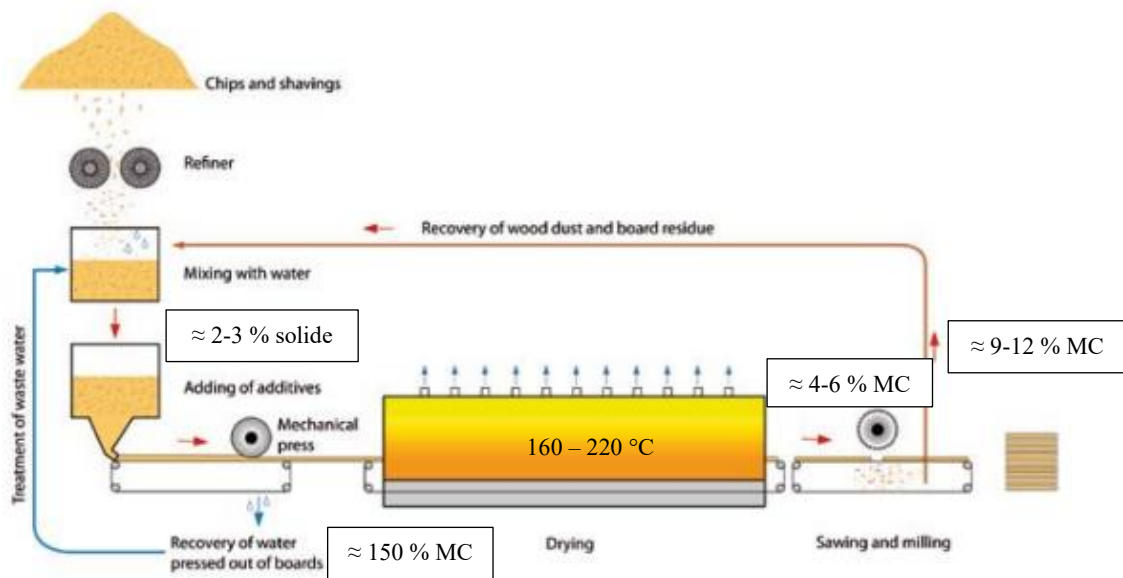 Chips and shavings
Refiner
Recovery of wood dust and board residue
Mixing with water
Treatment of waste water
≈ 2-3 % solide
≈ 9-12 % MC
≈ 4-6 % MC
Adding of additives
Mechanical
press
160 – 220 °C
Recovery of water
pressed out of boards
≈ 150 % MC
Drying
Sawing and milling